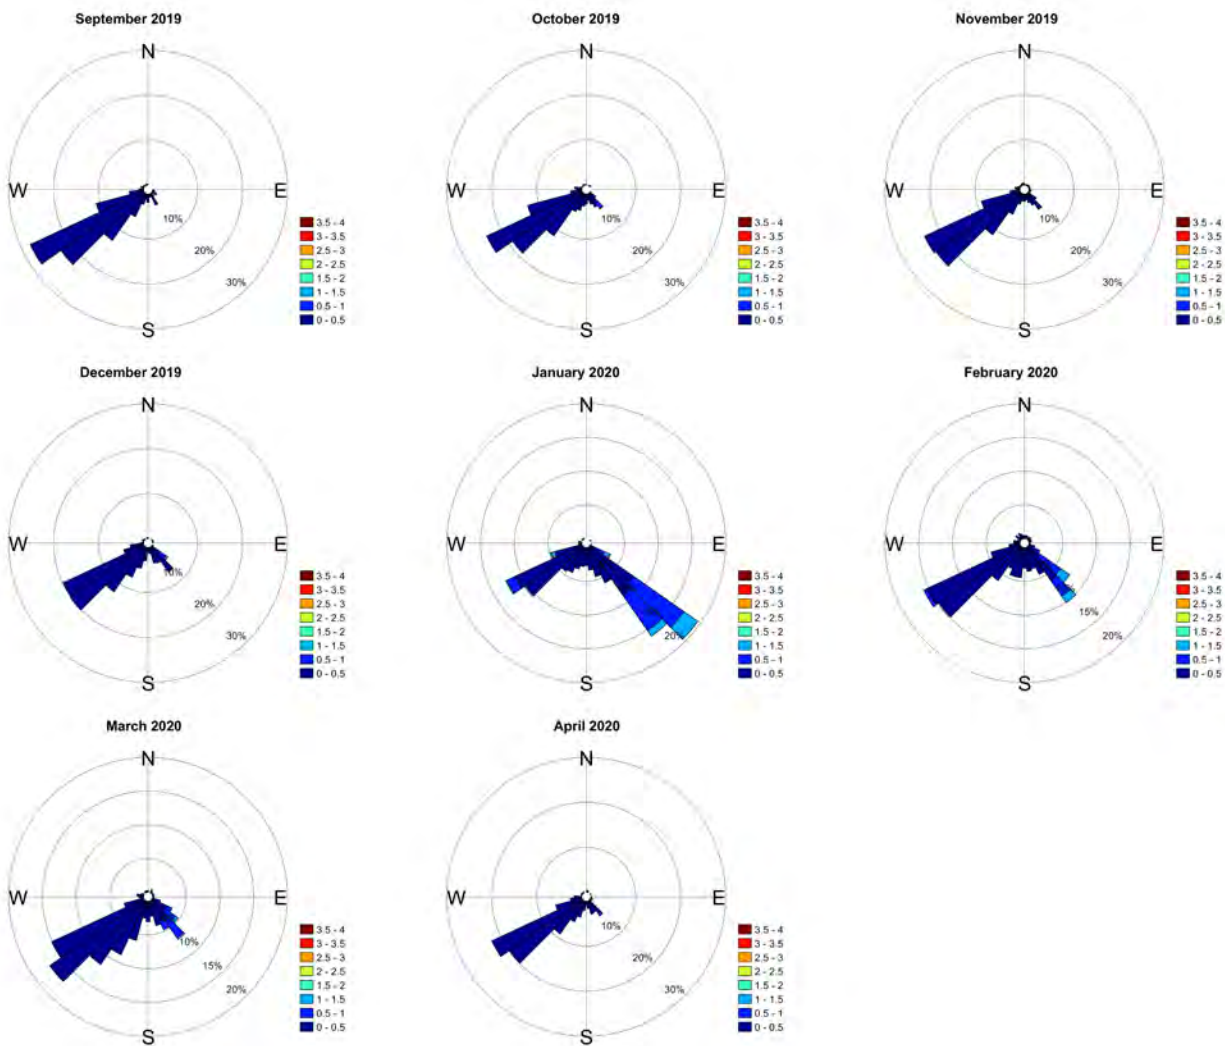 September 2019
October 2019
November 2019
N
N
N
W
E
W
E
W
E
10%
20%
30%
10%
20%
30%
10%
20%
30%
S
S
S
3.5 - 4
3 - 3.5
2.5 - 3
2 - 2.5
1.5 - 2
1 - 1.5
0.5 - 1
0 - 0.5
3.5 - 4
3 - 3.5
2.5 - 3
2 - 2.5
1.5 - 2
1 - 1.5
0.5 - 1
0 - 0.5
3.5 - 4
3 - 3.5
2.5 - 3
2 - 2.5
1.5 - 2
1 - 1.5
0.5 - 1
0 - 0.5
December 2019
January 2020
February 2020
N
N
N
W
E
W
E
W
E
10%
20%
30%
20%
15%
20%
S
S
S
3.5 - 4
3 - 3.5
2.5 - 3
2 - 2.5
1.5 - 2
1 - 1.5
0.5 - 1
0 - 0.5
3.5 - 4
3 - 3.5
2.5 - 3
2 - 2.5
1.5 - 2
1 - 1.5
0.5 - 1
0 - 0.5
3.5 - 4
3 - 3.5
2.5 - 3
2 - 2.5
1.5 - 2
1 - 1.5
0.5 - 1
0 - 0.5
March 2020
April 2020
N
N
W
E
W
E
10%
15%
20%
10%
20%
30%
S
S
3.5 - 4
3 - 3.5
2.5 - 3
2 - 2.5
1.5 - 2
1 - 1.5
0.5 - 1
0 - 0.5
3.5 - 4
3 - 3.5
2.5 - 3
2 - 2.5
1.5 - 2
1 - 1.5
0.5 - 1
0 - 0.5